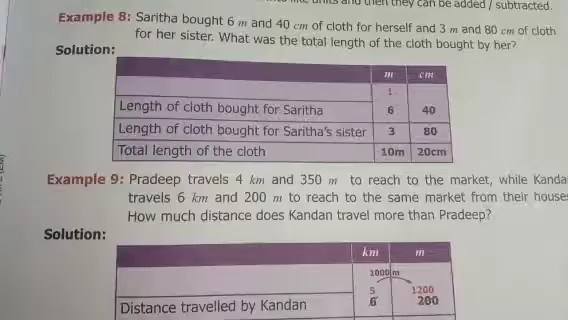 units and then they can be added / subtracted.
Example 8: Saritha bought 6 m and 40 cm of cloth for herself and 3 m and 80 cm of cloth
for her sister. What was the total length of the cloth bought by her?
Solution:
m cm
1
Length of cloth bought for Saritha 6 40
Length of cloth bought for Saritha's sister 3 80
Total length of the cloth 10m 20cm
Example 9: Pradeep travels 4 km and 350 m to reach to the market, while Kanda
travels 6 km and 200 m to reach to the same market from their house
How much distance does Kandan travel more than Pradeep?
Solution:
km m
1000 m
5 1200
Distance travelled by Kandan 6 200